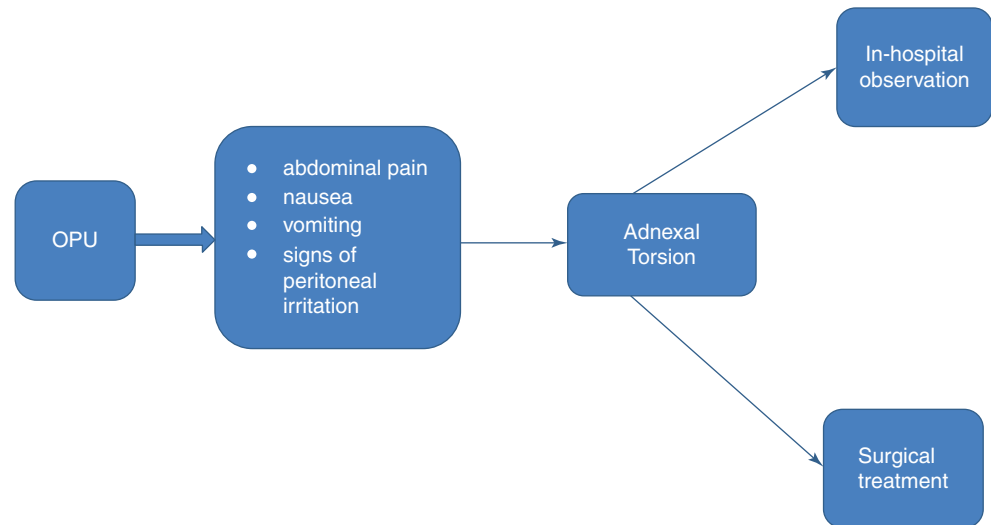 OPU
● abdominal pain
● nausea
● vomiting
● signs of
peritoneal
irritation
Adnexal
Torsion
In-hospital
observation
Surgical
treatment